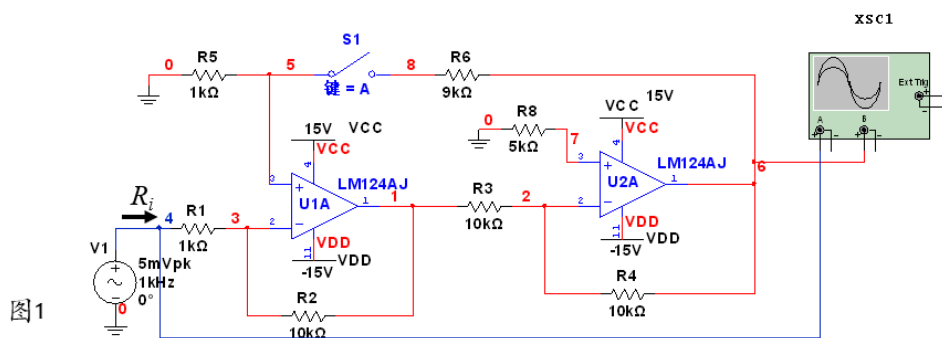 XSC1
S1
0
R5
5
8
R6
1kΩ
键 = A
9kΩ
Ext Trig
+
-
A
B
+
-
+
-
15V
VCC
VCC
4
3
+
U1A
LM124AJ
1
1
2
-
11
VDD
VDD
-15V
0
R8
5kΩ
7
VCC
15V
VCC
4
3
+
U2A
LM124AJ
1
6
2
-
11
VDD
VDD
-15V
R3
2
10kΩ
R4
10kΩ
Ri
4
R1
3
1kΩ
V1
+
-
5mVpk
1kHz
0°
0
R2
10kΩ
图1